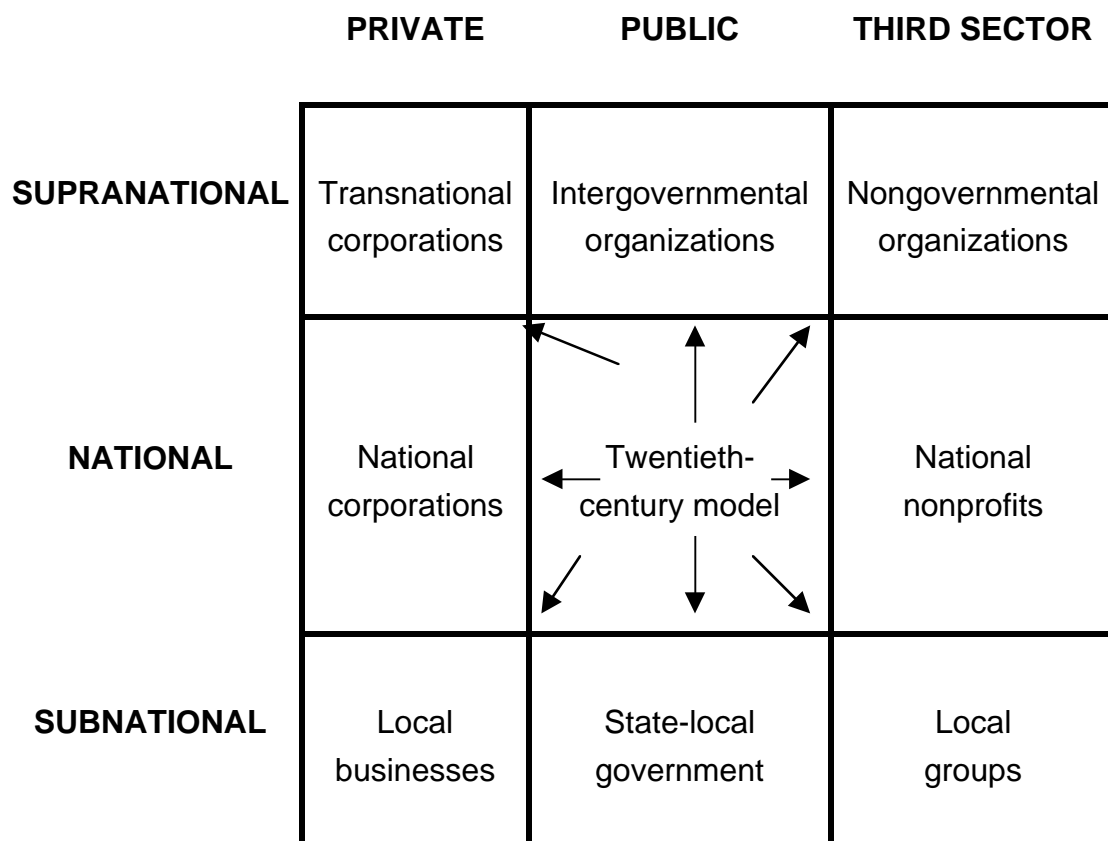 PRIVATE PUBLIC THIRD SECTOR
SUPRANATIONAL
Transnational
corporations
Intergovernmental
organizations
Nongovernmental
organizations
NATIONAL
National
corporations
Twentieth-
century model
National
nonprofits
SUBNATIONAL
Local
businesses
State-local
government
Local
groups